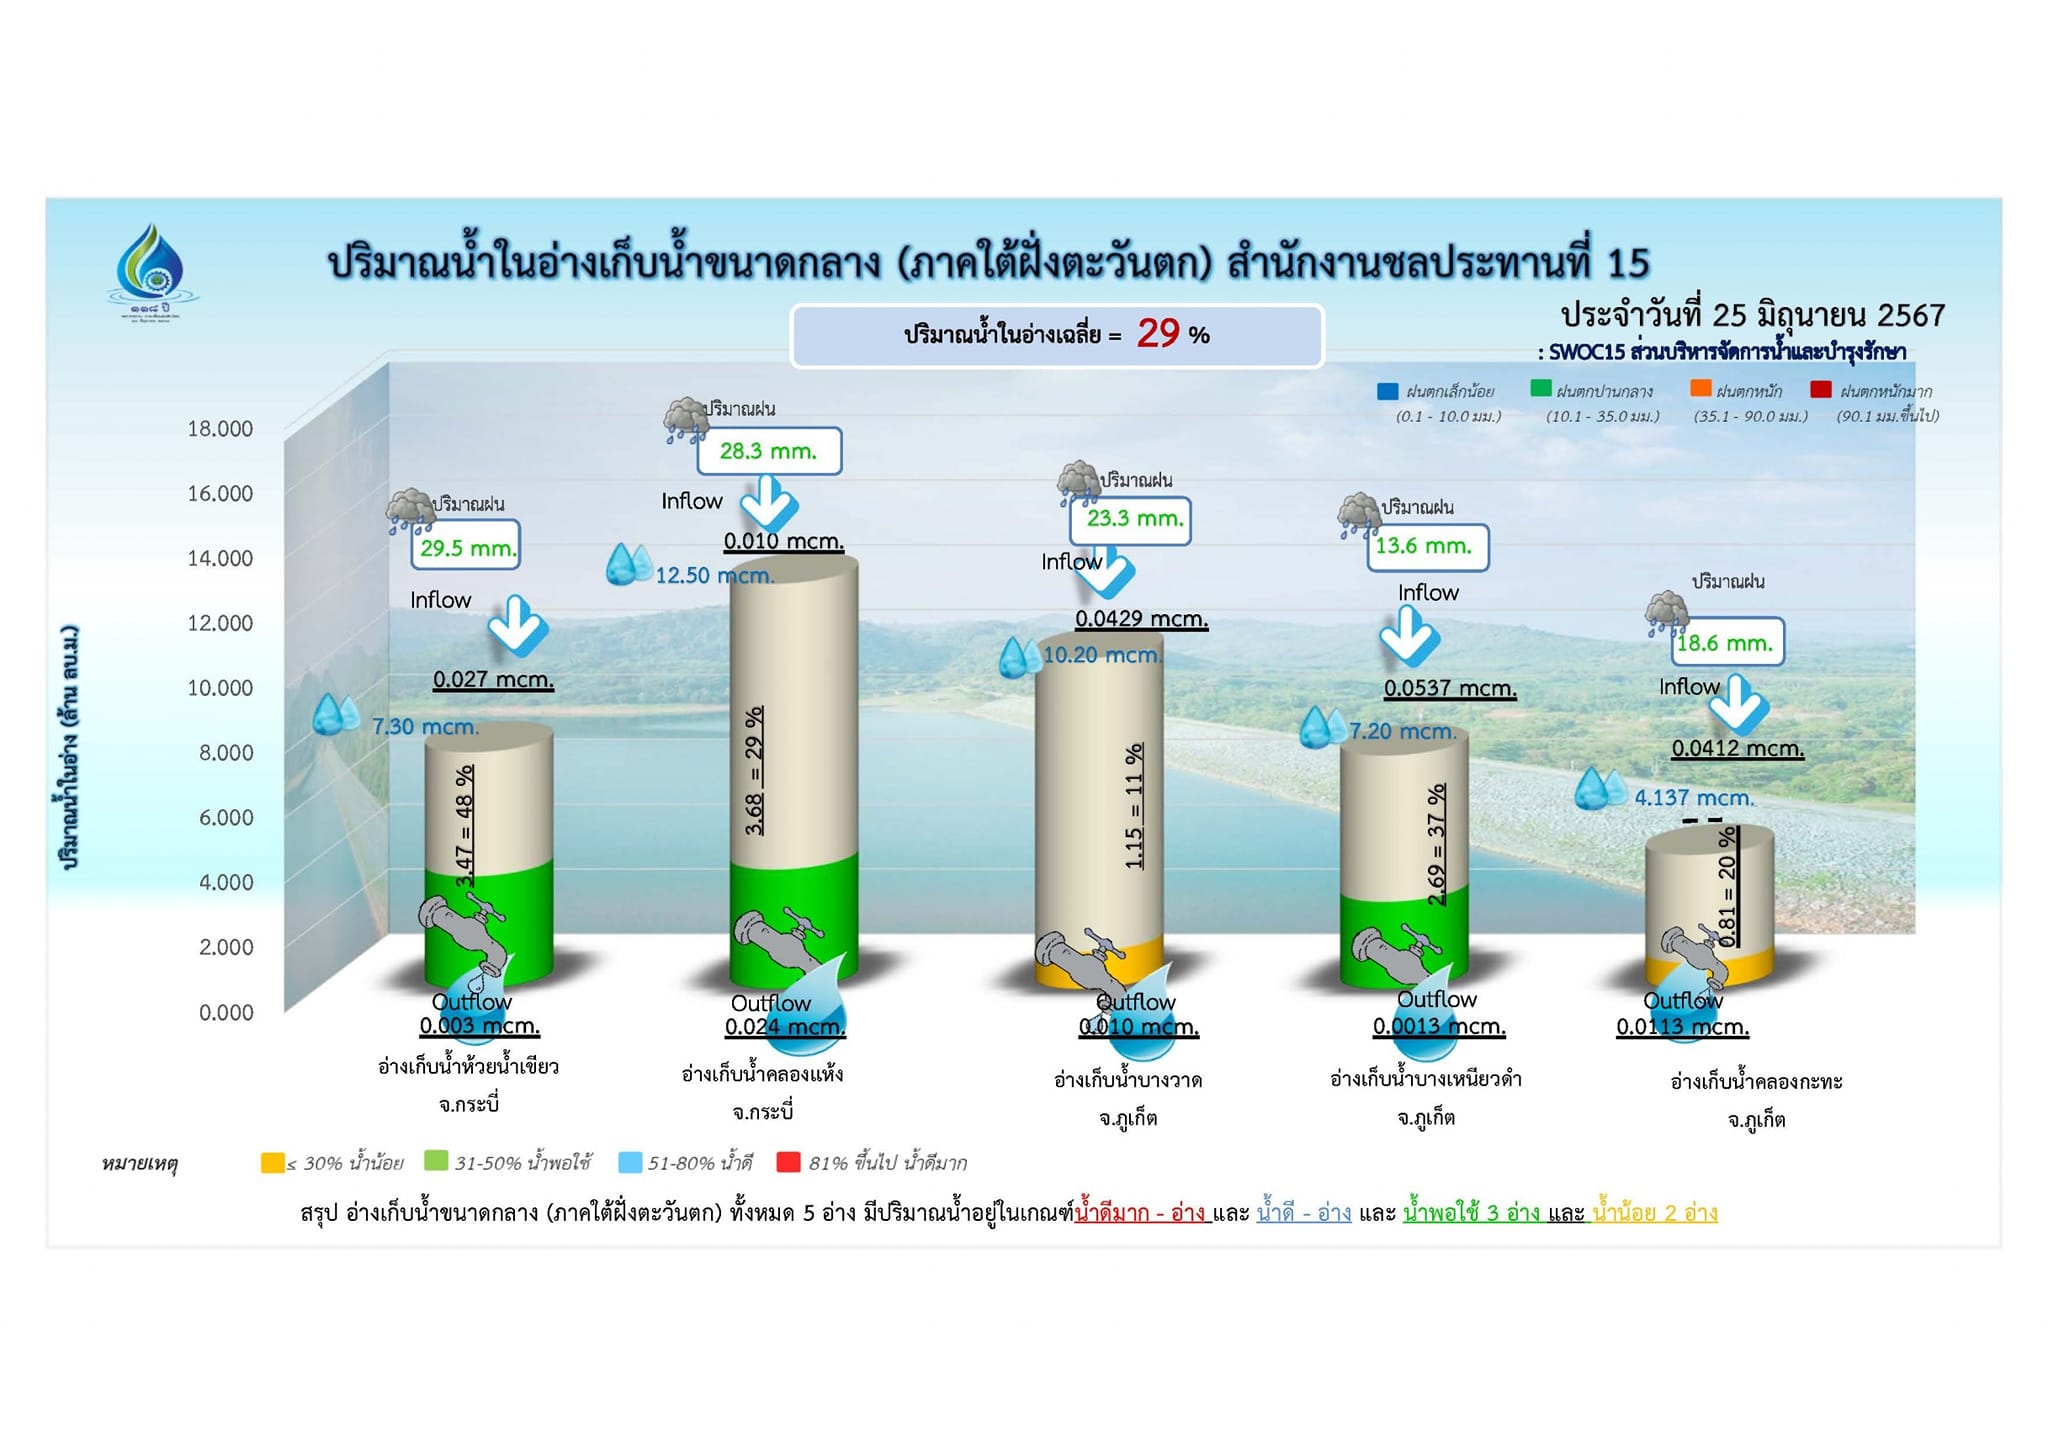 ปริมาณน้ำในอ่างเก็บน้ำขนาดกลาง (ภาคใต้ฝั่งตะวันตก) สำนักงานชลประทานที่ 15
๑๑๘ ปี
ปริมาณน้ำในอ่างเฉลี่ย = 29 %
ประจำวันที่ 25 มิถุนายน 2567
: SWOC15 ส่วนบริหารจัดการน้ำและบำรุงรักษา
ฝนตกเล็กน้อย
(0.1 - 10.0 มม.)
ฝนตกปานกลาง
(10.1 - 35.0 มม.)
ฝนตกหนัก
(35.1 - 90.0 มม.)
ฝนตกหนักมาก
(90.1 มม.ขึ้นไป)
ปริมาณน้ำในอ่าง (ล้าน ลบ.ม.)
18.000
16.000
14.000
12.000
10.000
8.000
6.000
4.000
2.000
0.000
ปริมาณฝน
29.5 mm.
Inflow
0.027 mcm.
7.30 mcm.
3.47 = 48 %
Outflow
0.003 mcm.
อ่างเก็บน้ำห้วยน้ำเขียว
จ.กระบี่
ปริมาณฝน
28.3 mm.
Inflow
0.010 mcm.
12.50 mcm.
3.68 = 29 %
Outflow
0.024 mcm.
อ่างเก็บน้ำคลองแห้ง
จ.กระบี่
ปริมาณฝน
23.3 mm.
Inflow
0.0429 mcm.
10.20 mcm.
1.15 = 11 %
Outflow
0.010 mcm.
อ่างเก็บน้ำบางวาด
จ.ภูเก็ต
ปริมาณฝน
13.6 mm.
Inflow
0.0537 mcm.
7.20 mcm.
2.69 = 37 %
Outflow
0.0013 mcm.
อ่างเก็บน้ำบางเหนียวดำ
จ.ภูเก็ต
ปริมาณฝน
18.6 mm.
Inflow
0.0412 mcm.
4.137 mcm.
0.81 = 20 %
Outflow
0.0113 mcm.
อ่างเก็บน้ำคลองกะทะ
จ.ภูเก็ต
หมายเหตุ
≤ 30% น้ำน้อย
31-50% น้ำพอใช้
51-80% น้ำดี
81% ขึ้นไป น้ำดีมาก
สรุป อ่างเก็บน้ำขนาดกลาง (ภาคใต้ฝั่งตะวันตก) ทั้งหมด 5 อ่าง มีปริมาณน้ำอยู่ในเกณฑ์น้ำดีมาก - อ่าง และ น้ำดี - อ่าง และ น้ำพอใช้ 3 อ่าง และ น้ำน้อย 2 อ่าง